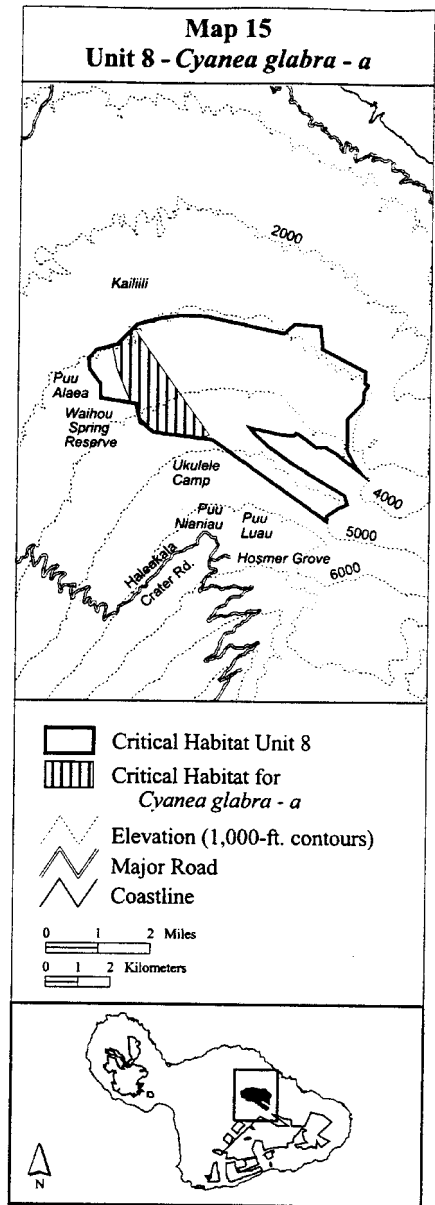 Map 15
Unit 8 - Cyanea glabra - a
2000
Kailiili
Puu
Alaea
Waihou
Spring
Reserve
Ukulele
Camp
4000
Puu
Nianiau
Puu
Luau
5000
Hosmer Grove
6000
Haleakala
Crater Rd.
Critical Habitat Unit 8
Critical Habitat for
Cyanea glabra - a
Elevation (1,000-ft. contours)
Major Road
Coastline
0 1 2 Miles
0 1 2 Kilometers
N